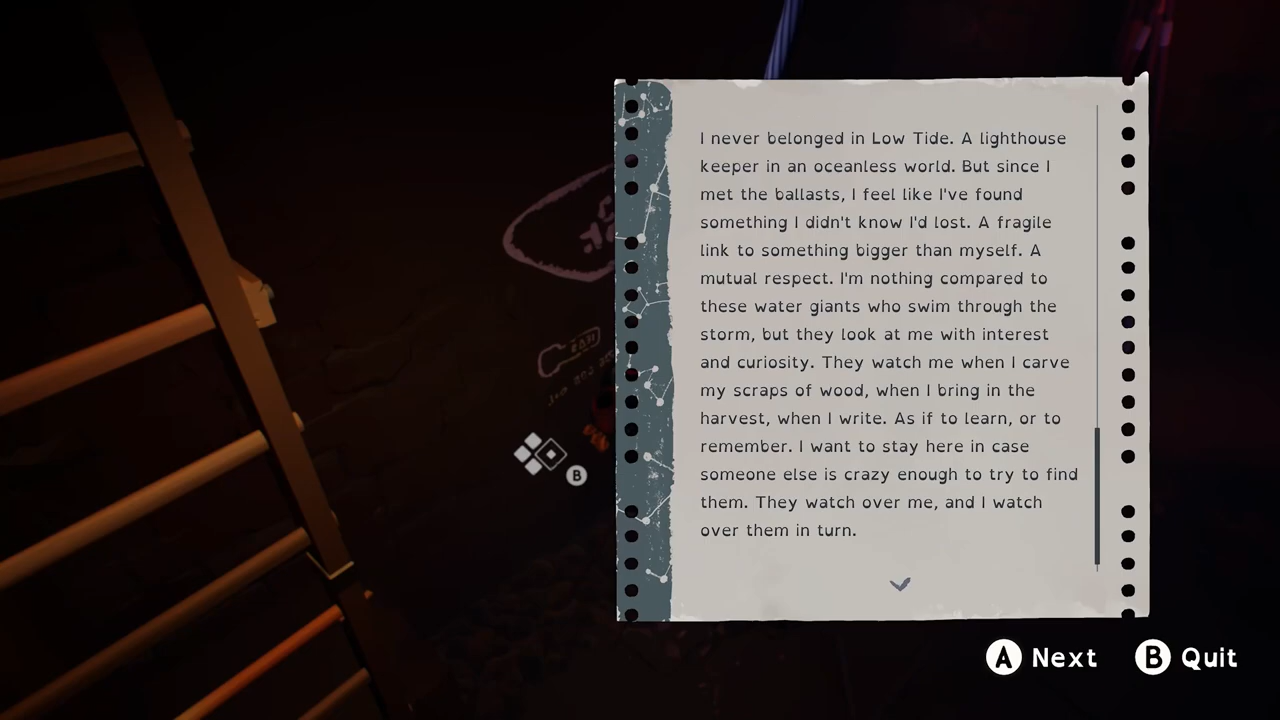 I never belonged in Low Tide. A lighthouse
keeper in an oceanless world. But since I
met the ballasts, I feel like I've found
something I didn't know I'd lost. A fragile
link to something bigger than myself. A
mutual respect. I'm nothing compared to
these water giants who swim through the
storm, but they look at me with interest
and curiosity. They watch me when I carve
my scraps of wood, when I bring in the
harvest, when I write. As if to learn, or to
remember. I want to stay here in case
someone else is crazy enough to try to find
them. They watch over me, and I watch
over them in turn.
B
A Next B Quit